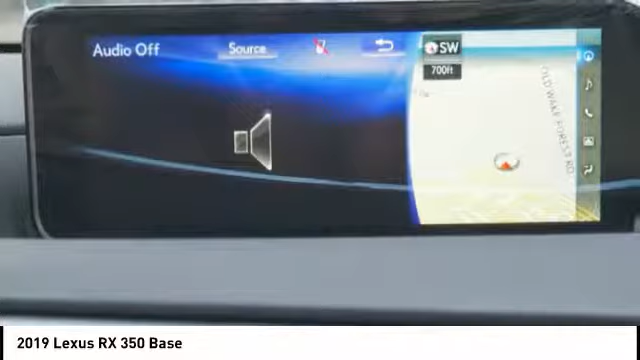 Audio Off
Source
SW
700ft
OLD WAKE FOREST RD
2019 Lexus RX 350 Base